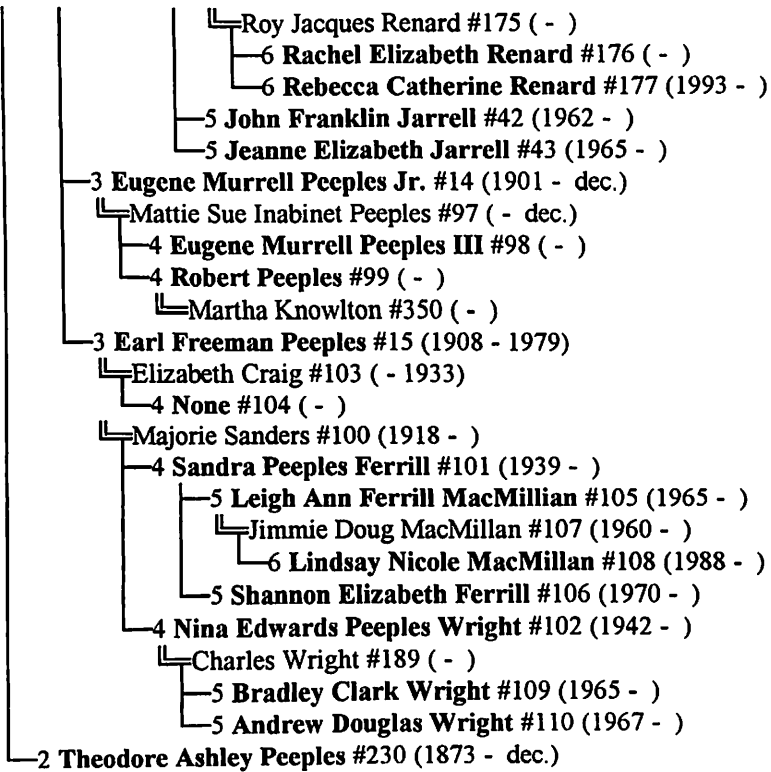 Roy Jacques Renard #175 ( - )
6 Rachel Elizabeth Renard #176 ( - )
6 Rebecca Catherine Renard #177 (1993 - )
5 John Franklin Jarrell #42 (1962 - )
5 Jeanne Elizabeth Jarrell #43 (1965 - )
3 Eugene Murrell Peeples Jr. #14 (1901 - dec.)
Mattie Sue Inabinet Peeples #97 ( - dec.)
4 Eugene Murrell Peeples III #98 ( - )
4 Robert Peeples #99 ( - )
Martha Knowlton #350 ( - )
3 Earl Freeman Peeples #15 (1908 - 1979)
Elizabeth Craig #103 ( - 1933)
4 None #104 ( - )
Majorie Sanders #100 (1918 - )
4 Sandra Peeples Ferrill #101 (1939 - )
5 Leigh Ann Ferrill MacMillian #105 (1965 - )
Jimmie Doug MacMillan #107 (1960 - )
6 Lindsay Nicole MacMillan #108 (1988 - )
5 Shannon Elizabeth Ferrill #106 (1970 - )
4 Nina Edwards Peeples Wright #102 (1942 - )
Charles Wright #189 ( - )
5 Bradley Clark Wright #109 (1965 - )
5 Andrew Douglas Wright #110 (1967 - )
2 Theodore Ashley Peeples #230 (1873 - dec.)